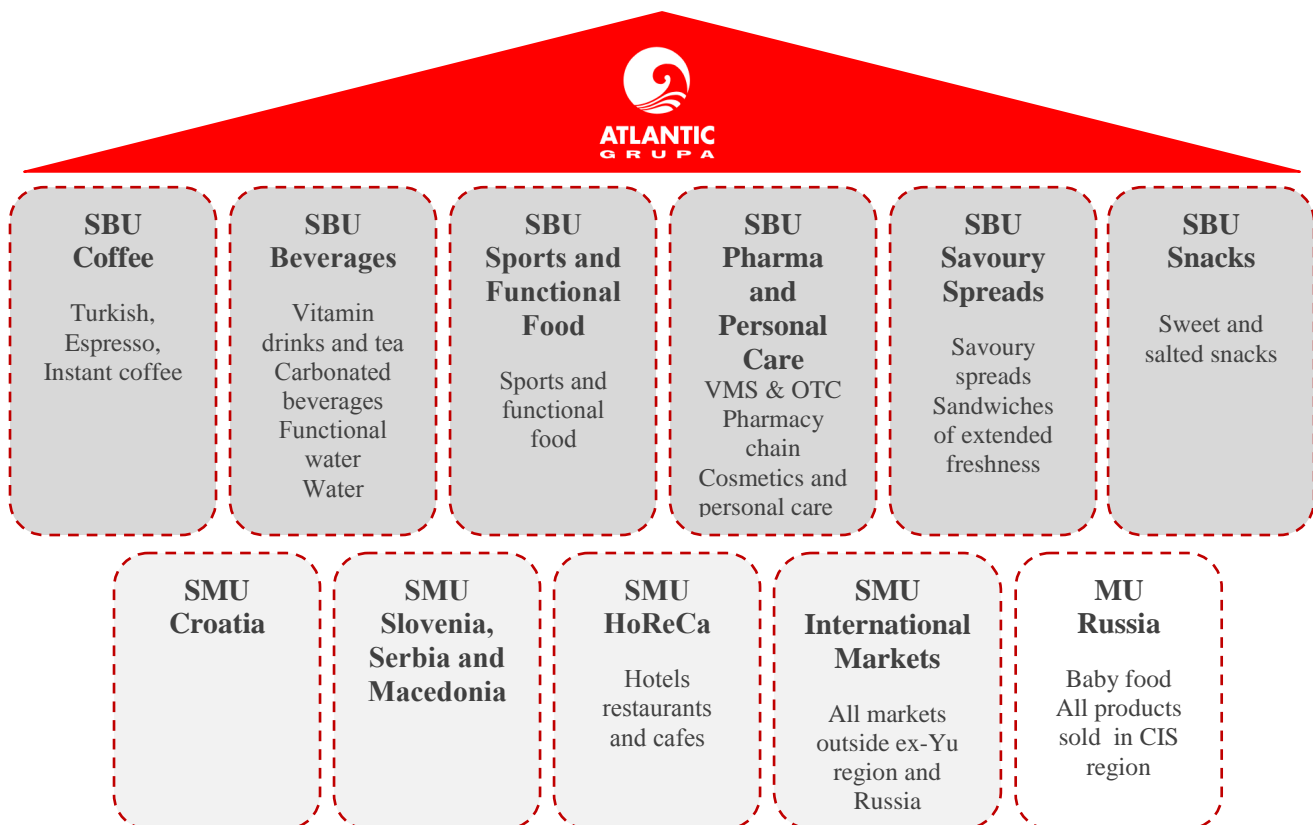 ATLANTIC
GRUPA
SBU
Coffee
Turkish,
Espresso,
Instant coffee
SBU
Beverages
Vitamin
drinks and tea
Carbonated
beverages
Functional
water
Water
SBU
Sports and
Functional
Food
Sports and
functional
food
SBU
Pharma
and
Personal
Care
VMS & OTC
Pharmacy
chain
Cosmetics and
personal care
SBU
Savoury
Spreads
Savoury
spreads
Sandwiches
of extended
freshness
SBU
Snacks
Sweet and
salted snacks
SMU
Croatia
SMU
Slovenia,
Serbia and
Macedonia
SMU
HoReCa
Hotels
restaurants
and cafes
SMU
International
Markets
All markets
outside ex-Yu
region and
Russia
MU
Russia
Baby food
All products
sold in CIS
region